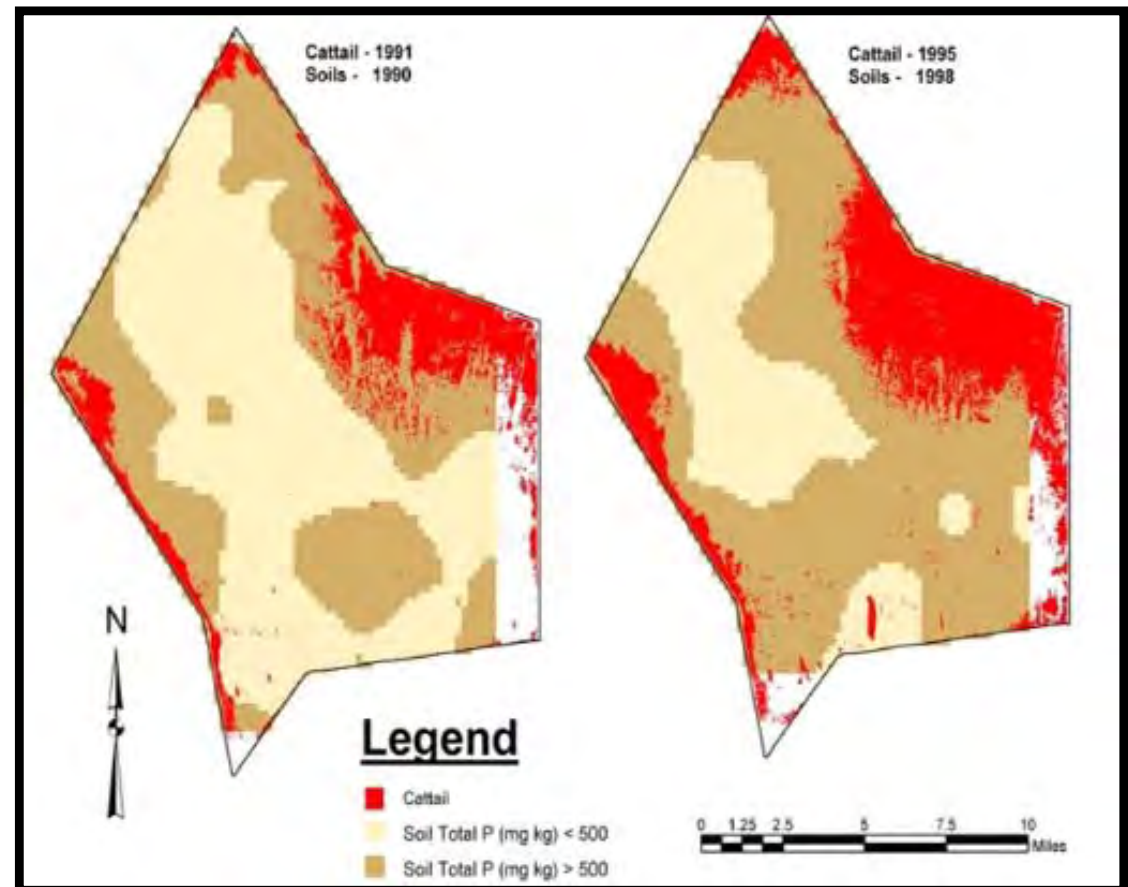 Cattail - 1991
Soils - 1990
Cattail - 1995
Soils - 1998
N
Legend
Cattail
Soil Total P (mg kg) < 500
Soil Total P (mg kg) > 500
0 1.25 2.5 5 7.5 10
Miles